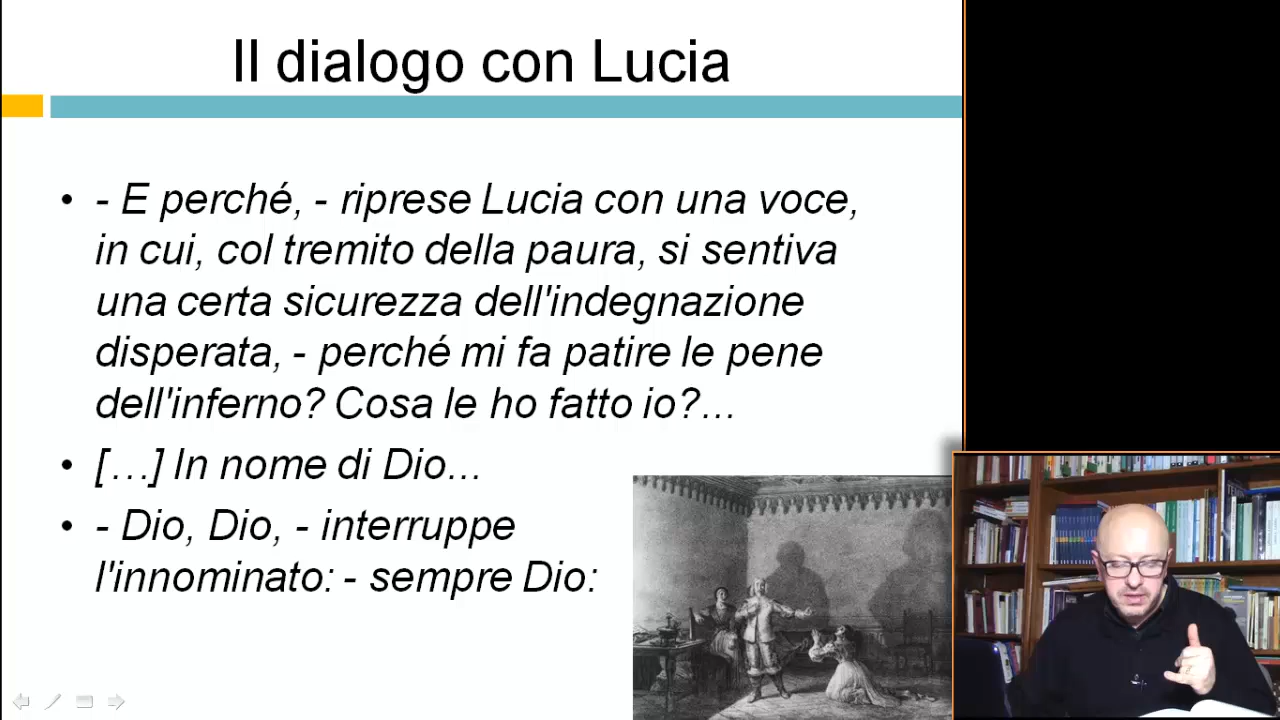 Il dialogo con Lucia
• - E perché, - riprese Lucia con una voce,
in cui, col tremito della paura, si sentiva
una certa sicurezza dell'indegnazione
disperata, - perché mi fa patire le pene
dell'inferno? Cosa le ho fatto io?...
• […] In nome di Dio...
• - Dio, Dio, - interruppe
l'innominato: - sempre Dio: